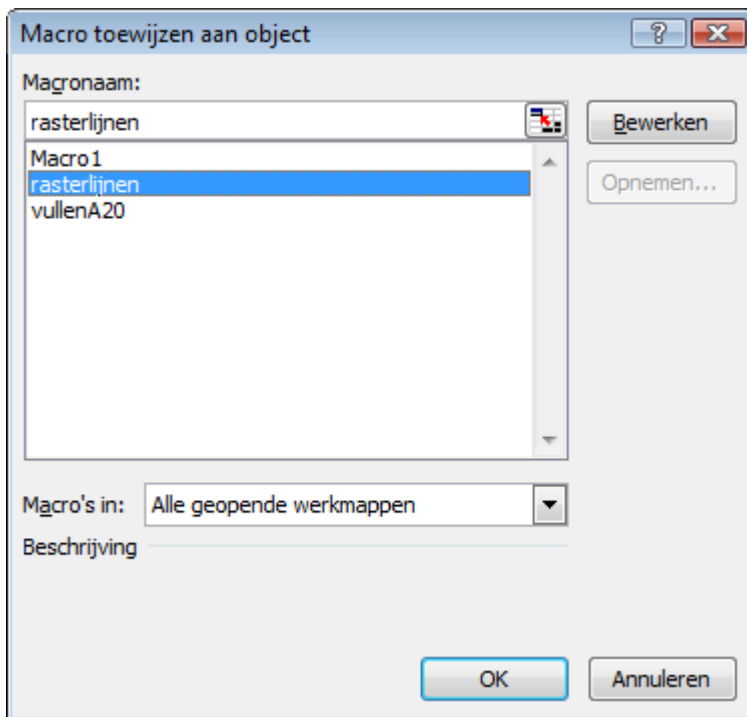 Macro toewijzen aan object
Macronaam:
rasterlijnen
Bewerken
Macro1
rasterlijnen
vullenA20
Opnemen...
Macro's in: Alle geopende werkmappen
Beschrijving
OK Annuleren